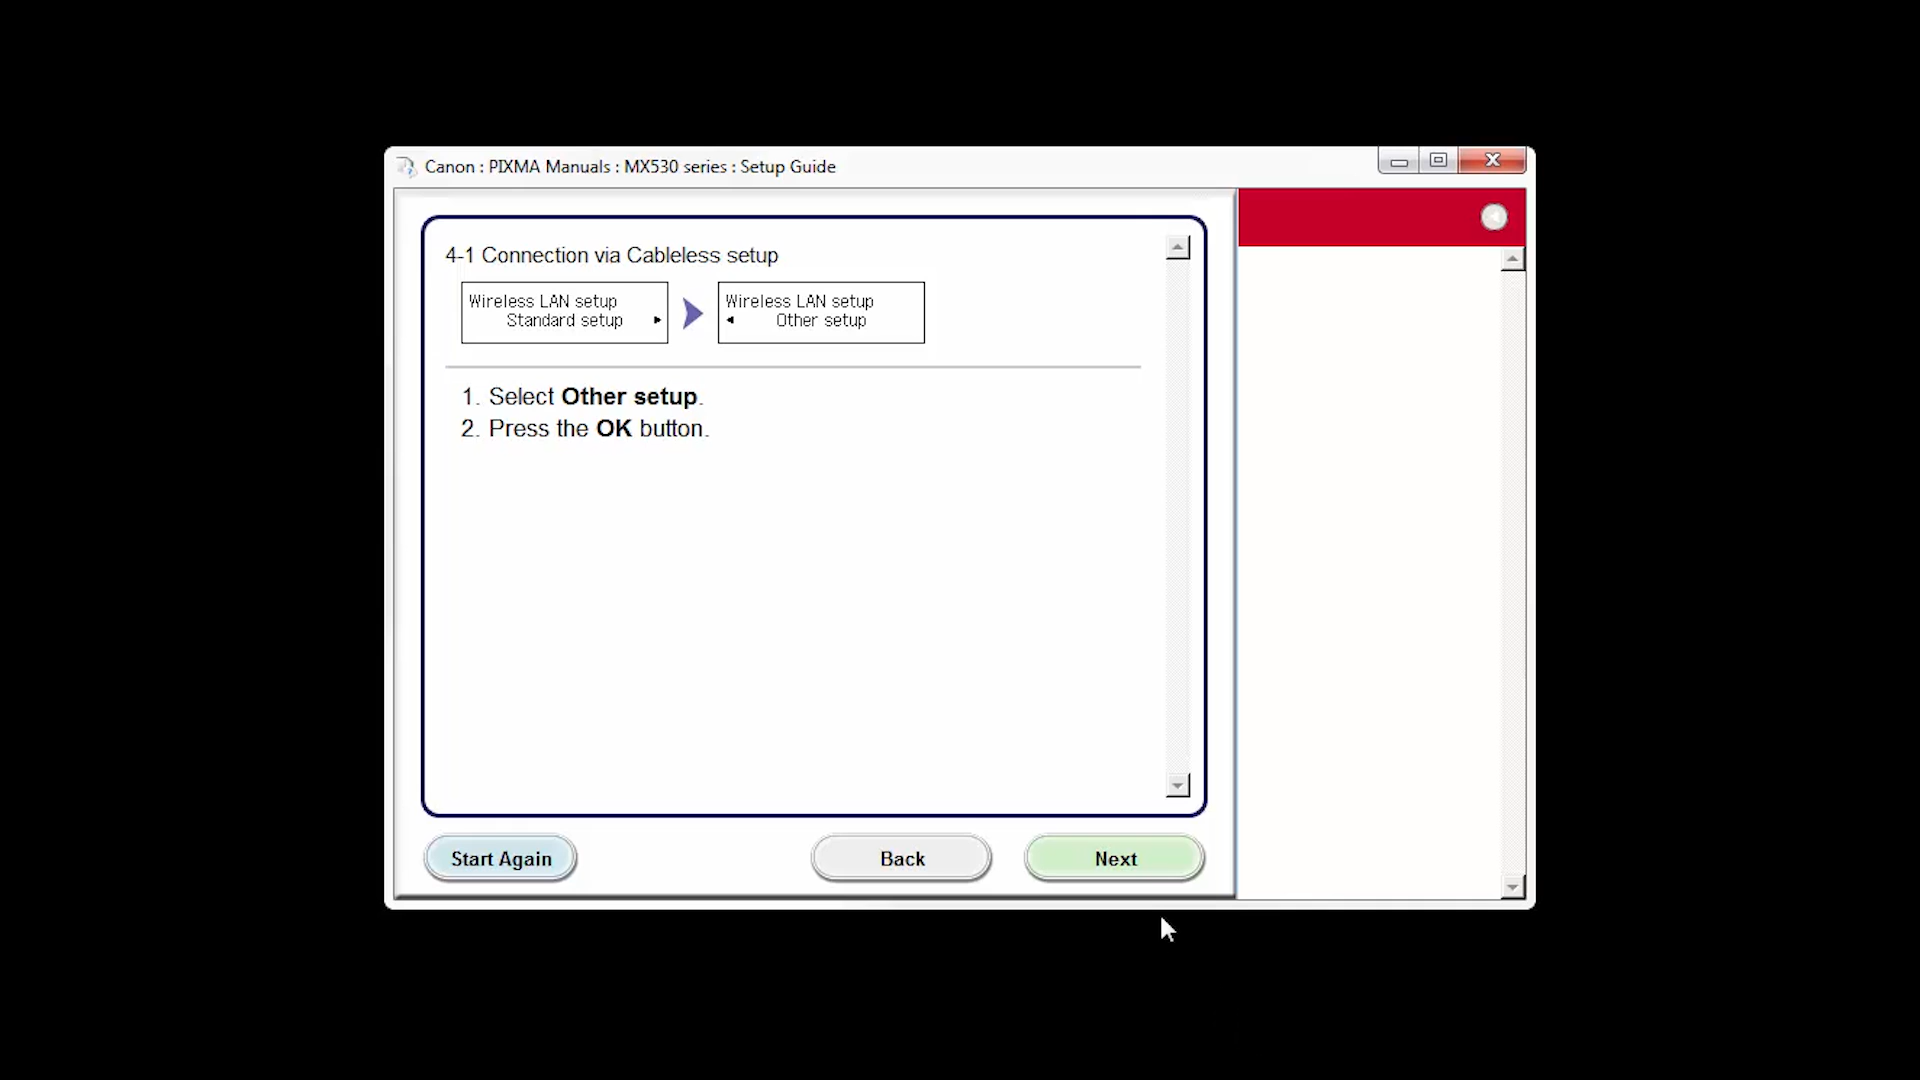 Canon : PIXMA Manuals : MX530 series : Setup Guide
4-1 Connection via Cableless setup
Wireless LAN setup
Standard setup
Wireless LAN setup
Other setup
1. Select Other setup.
2. Press the OK button.
Start Again
Back
Next